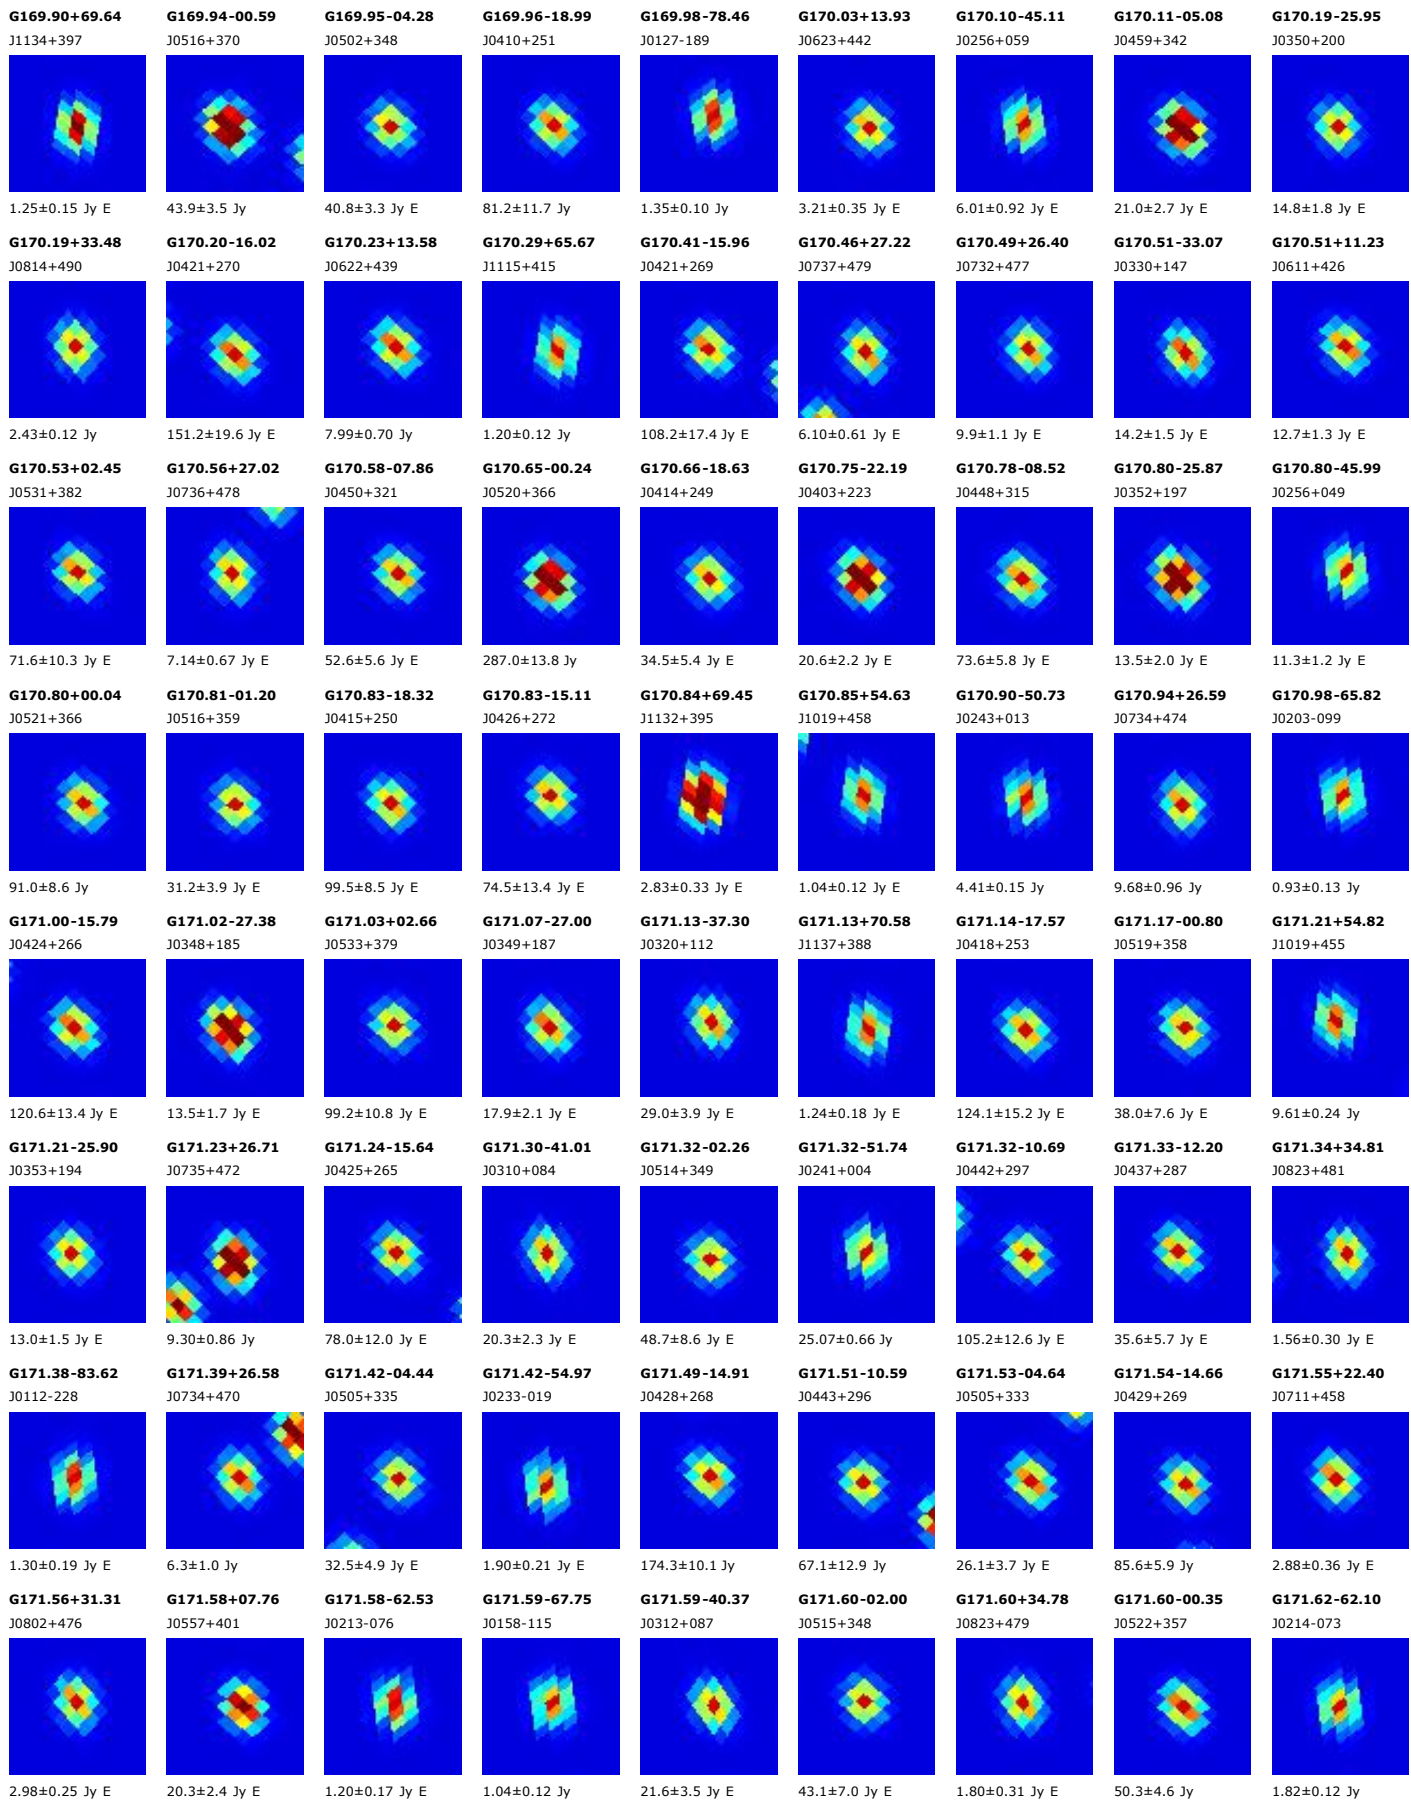 G169.90+69.64 G169.94-00.59 G169.95-04.28 G169.96-18.99 G169.98-78.46 G170.03+13.93 G170.10-45.11 G170.11-05.08 G170.19-25.95
J1134+397 J0516+370 J0502+348 J0410+251 J0127-189 J0623+442 J0256+059 J0459+342 J0350+200
1.25±0.15 Jy E 43.9±3.5 Jy 40.8±3.3 Jy E 81.2±11.7 Jy 1.35±0.10 Jy 3.21±0.35 Jy E 6.01±0.92 Jy E 21.0±2.7 Jy E 14.8±1.8 Jy E
G170.19+33.48 G170.20-16.02 G170.23+13.58 G170.29+65.67 G170.41-15.96 G170.46+27.22 G170.49+26.40 G170.51-33.07 G170.51+11.23
J0814+490 J0421+270 J0622+439 J1115+415 J0421+269 J0737+479 J0732+477 J0330+147 J0611+426
2.43±0.12 Jy 151.2±19.6 Jy E 7.99±0.70 Jy 1.20±0.12 Jy 108.2±17.4 Jy E 6.10±0.61 Jy E 9.9±1.1 Jy E 14.2±1.5 Jy E 12.7±1.3 Jy E
G170.53+02.45 G170.56+27.02 G170.58-07.86 G170.65-00.24 G170.66-18.63 G170.75-22.19 G170.78-08.52 G170.80-25.87 G170.80-45.99
J0531+382 J0736+478 J0450+321 J0520+366 J0414+249 J0403+223 J0448+315 J0352+197 J0256+049
71.6±10.3 Jy E 7.14±0.67 Jy E 52.6±5.6 Jy E 287.0±13.8 Jy 34.5±5.4 Jy E 20.6±2.2 Jy E 73.6±5.8 Jy E 13.5±2.0 Jy E 11.3±1.2 Jy E
G170.80+00.04 G170.81-01.20 G170.83-18.32 G170.83-15.11 G170.84+69.45 G170.85+54.63 G170.90-50.73 G170.94+26.59 G170.98-65.82
J0521+366 J0516+359 J0415+250 J0426+272 J1132+395 J1019+458 J0243+013 J0734+474 J0203-099
91.0±8.6 Jy 31.2±3.9 Jy E 99.5±8.5 Jy E 74.5±13.4 Jy E 2.83±0.33 Jy E 1.04±0.12 Jy E 4.41±0.15 Jy 9.68±0.96 Jy 0.93±0.13 Jy
G171.00-15.79 G171.02-27.38 G171.03+02.66 G171.07-27.00 G171.13-37.30 G171.13+70.58 G171.14-17.57 G171.17-00.80 G171.21+54.82
J0424+266 J0348+185 J0533+379 J0349+187 J0320+112 J1137+388 J0418+253 J0519+358 J1019+455
120.6±13.4 Jy E 13.5±1.7 Jy E 99.2±10.8 Jy E 17.9±2.1 Jy E 29.0±3.9 Jy E 1.24±0.18 Jy E 124.1±15.2 Jy E 38.0±7.6 Jy E 9.61±0.24 Jy
G171.21-25.90 G171.23+26.71 G171.24-15.64 G171.30-41.01 G171.32-02.26 G171.32-51.74 G171.32-10.69 G171.33-12.20 G171.34+34.81
J0353+194 J0735+472 J0425+265 J0310+084 J0514+349 J0241+004 J0442+297 J0437+287 J0823+481
13.0±1.5 Jy E 9.30±0.86 Jy 78.0±12.0 Jy E 20.3±2.3 Jy E 48.7±8.6 Jy E 25.07±0.66 Jy 105.2±12.6 Jy E 35.6±5.7 Jy E 1.56±0.30 Jy E
G171.38-83.62 G171.39+26.58 G171.42-04.44 G171.42-54.97 G171.49-14.91 G171.51-10.59 G171.53-04.64 G171.54-14.66 G171.55+22.40
J0112-228 J0734+470 J0505+335 J0233-019 J0428+268 J0443+296 J0505+333 J0429+269 J0711+458
1.30±0.19 Jy E 6.3±1.0 Jy 32.5±4.9 Jy E 1.90±0.21 Jy E 174.3±10.1 Jy 67.1±12.9 Jy 26.1±3.7 Jy E 85.6±5.9 Jy 2.88±0.36 Jy E
G171.56+31.31 G171.58+07.76 G171.58-62.53 G171.59-67.75 G171.59-40.37 G171.60-02.00 G171.60+34.78 G171.60-00.35 G171.62-62.10
J0802+476 J0557+401 J0213-076 J0158-115 J0312+087 J0515+348 J0823+479 J0522+357 J0214-073
2.98±0.25 Jy E 20.3±2.4 Jy E 1.20±0.17 Jy E 1.04±0.12 Jy 21.6±3.5 Jy E 43.1±7.0 Jy E 1.80±0.31 Jy E 50.3±4.6 Jy 1.82±0.12 Jy